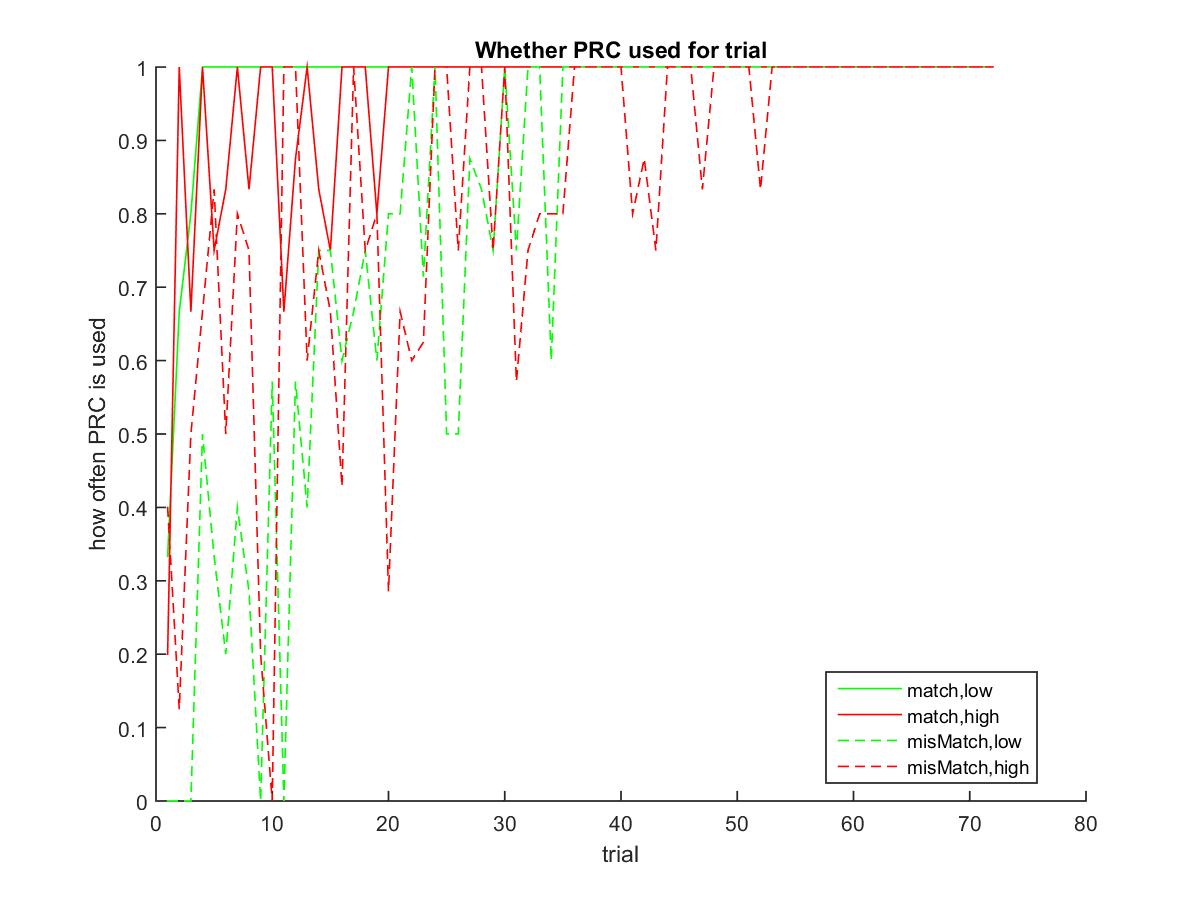 Whether PRC used for trial
how often PRC is used
1
0.9
0.8
0.7
0.6
0.5
0.4
0.3
0.2
0.1
0
0 10 20 30 40 50 60 70 80
trial
match,low
match,high
misMatch,low
misMatch,high